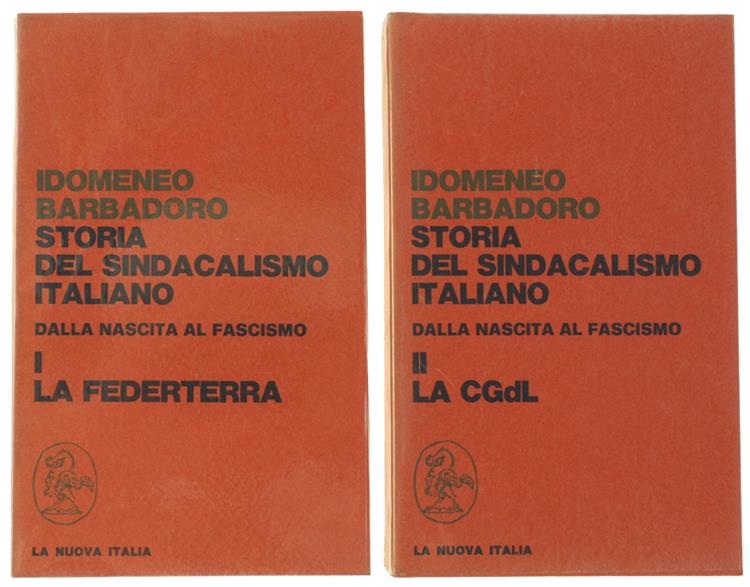 IDOMENEO
BARBADORO
STORIA
DEL SINDACALISMO
ITALIANO
DALLA NASCITA AL FASCISMO
I
LA FEDERTERRA
LA NUOVA ITALIA
IDOMENEO
BARBADORO
STORIA
DEL SINDACALISMO
ITALIANO
DALLA NASCITA AL FASCISMO
II
LA CGdL
LA NUOVA ITALIA